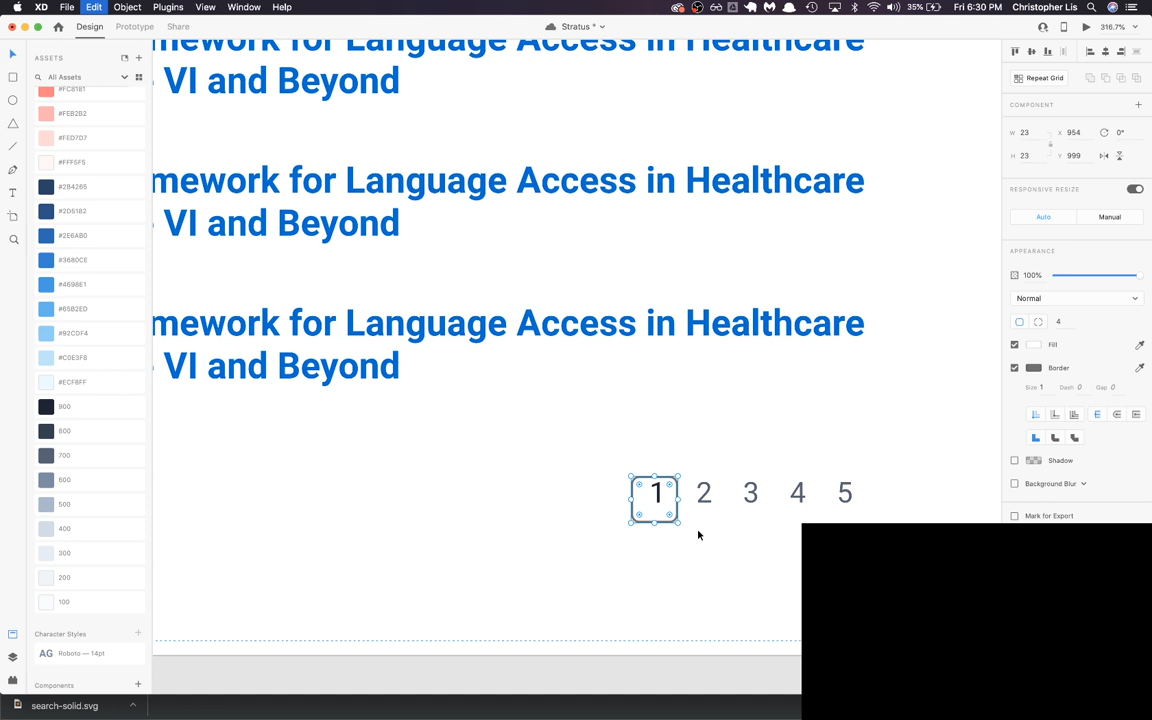 XD File Edit Object Plugins View Window Help
35% Fri 6:30 PM Christopher Lis
Design Prototype Share
Stratus *
316.7%
ASSETS
All Assets
#FC8181
#FEB2B2
#FED7D7
#FFF5F5
#2B4265
#2D5182
#2E6AB0
#3680CE
#4698E1
#65B2ED
#92CDF4
#C0E3F8
#ECF8FF
900
800
700
600
500
400
300
200
100
Character Styles
AG Roboto — 14pt
Components
search-solid.svg
mework for Language Access in Healthcare
VI and Beyond
mework for Language Access in Healthcare
VI and Beyond
mework for Language Access in Healthcare
VI and Beyond
1 2 3 4 5
Repeat Grid
COMPONENT
W 23 X 954 0°
H 23 Y 999
RESPONSIVE RESIZE
Auto Manual
APPEARANCE
100%
Normal
4
Fill
Border
Size 1 Dash 0 Gap 0
Shadow
Background Blur
Mark for Export